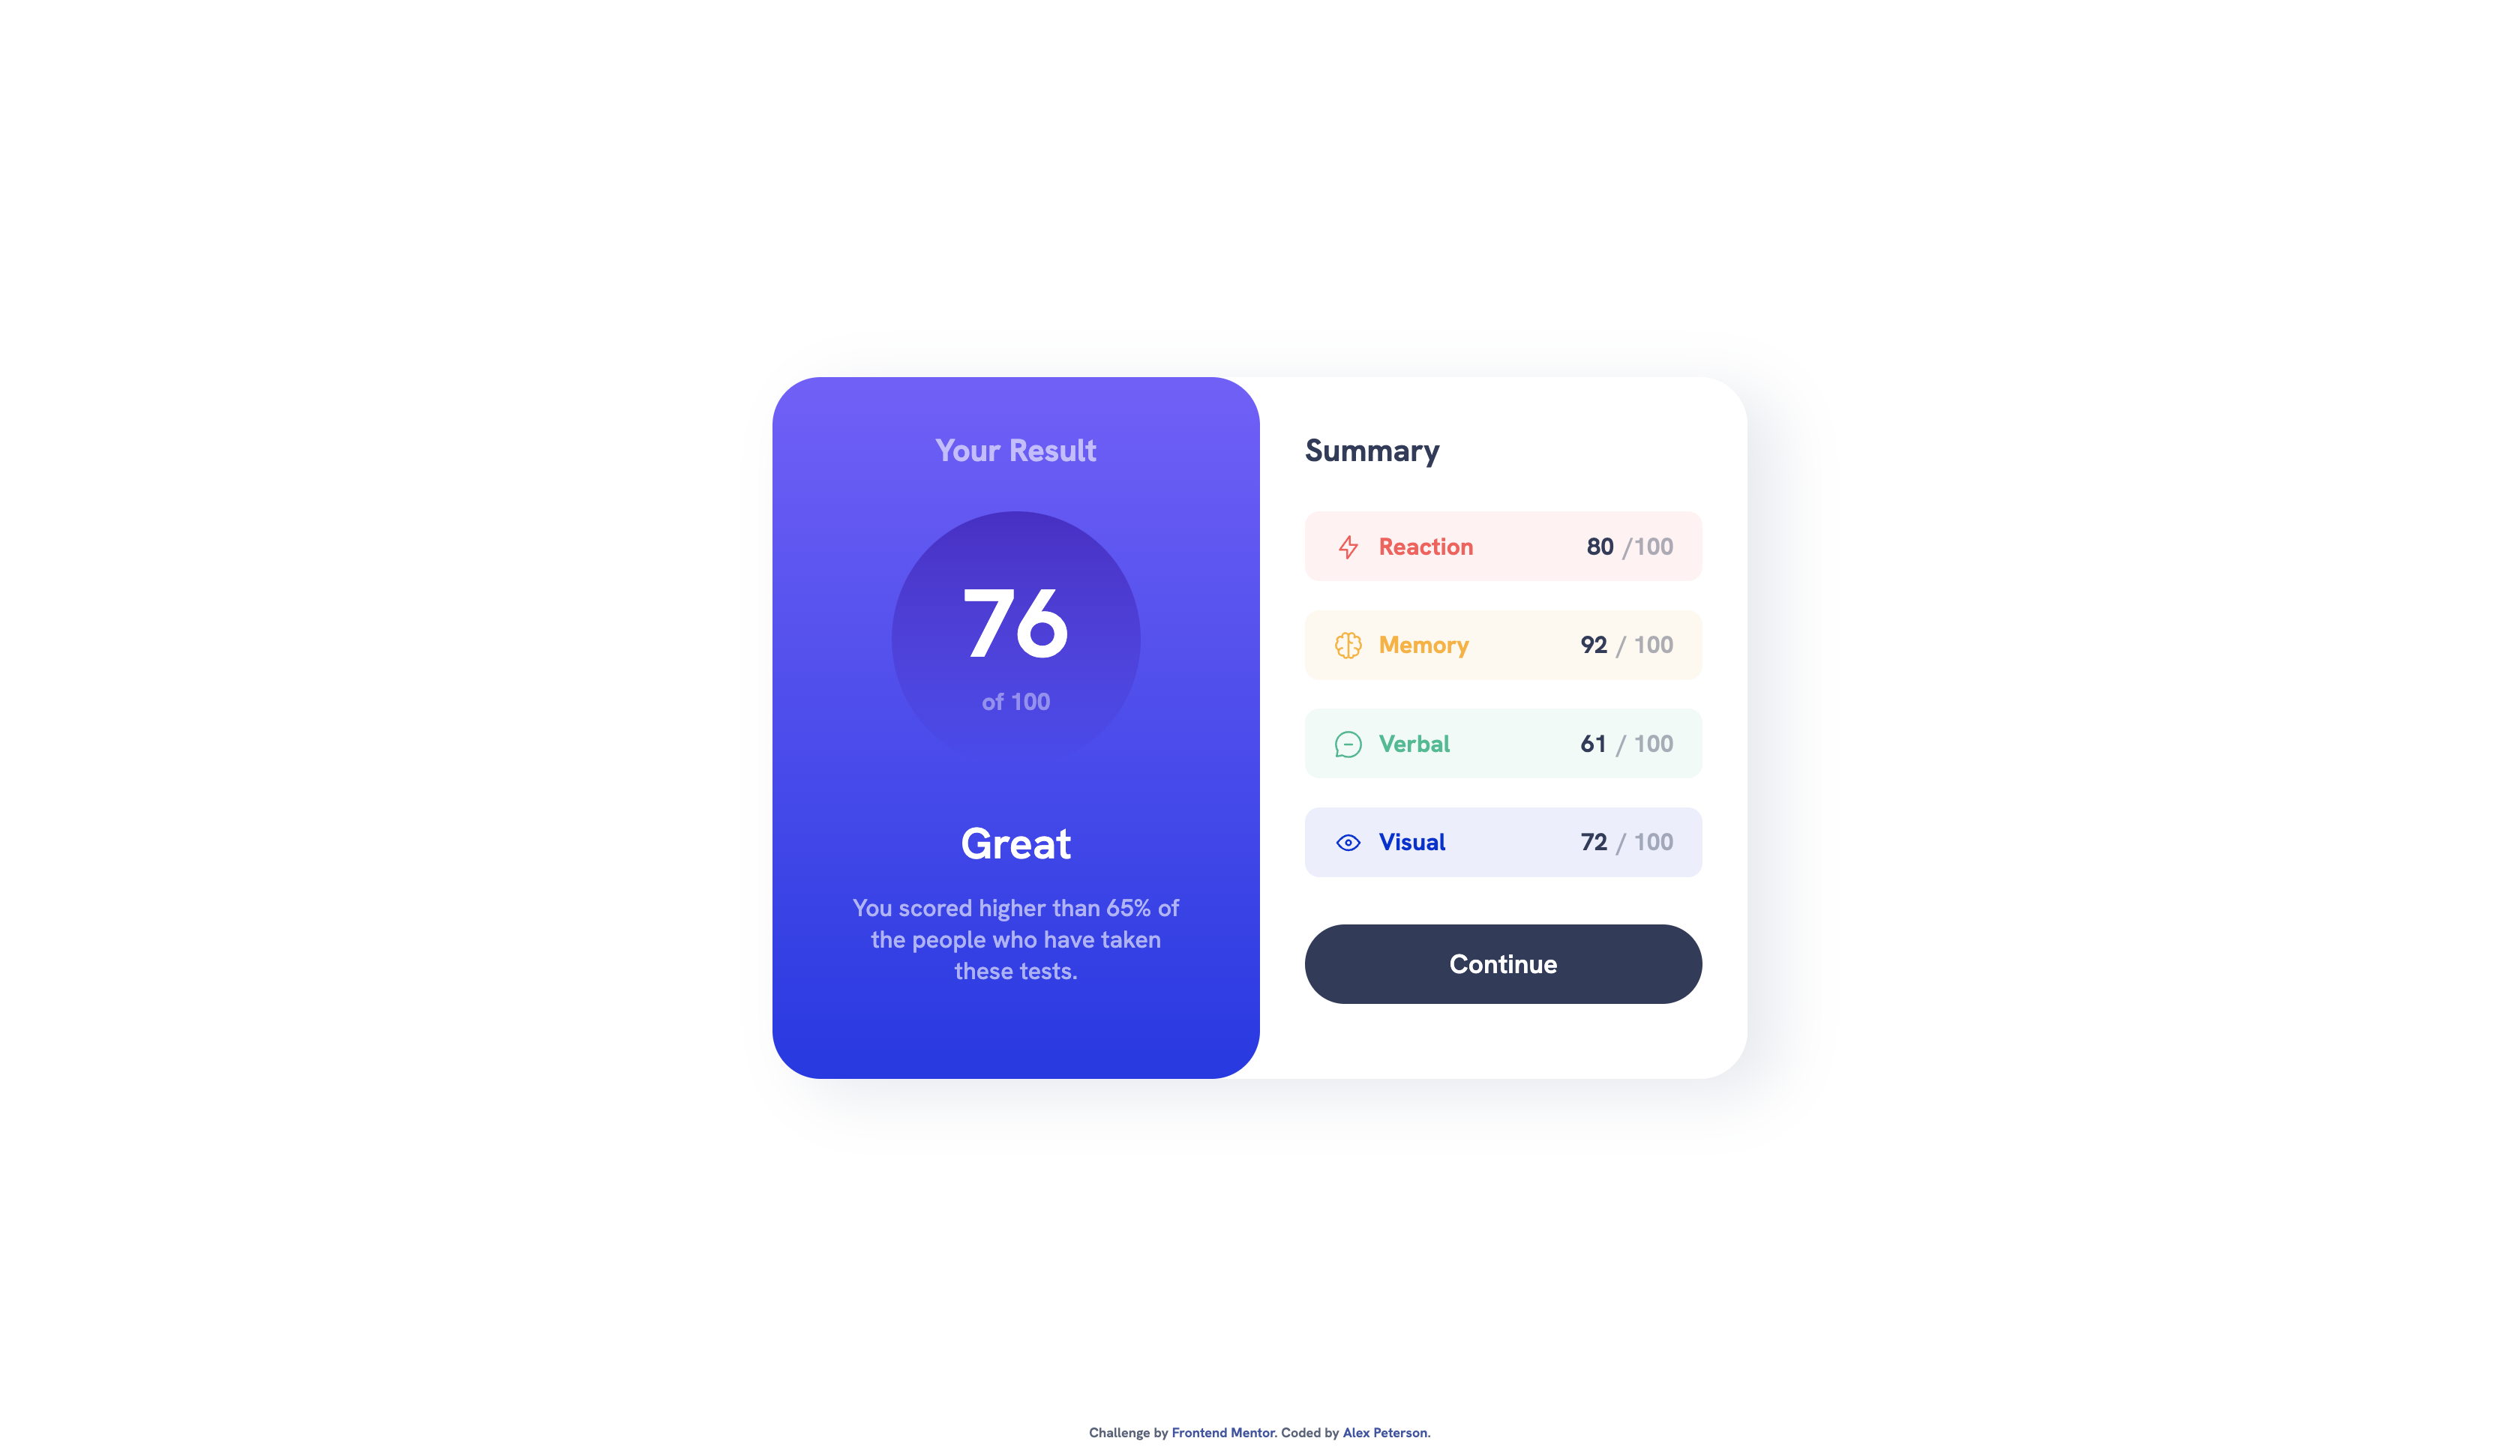 Your Result
76
of 100
Great
You scored higher than 65% of
the people who have taken
these tests.
Summary
Reaction 80 /100
Memory 92 / 100
Verbal 61 / 100
Visual 72 / 100
Continue
Challenge by Frontend Mentor. Coded by Alex Peterson.